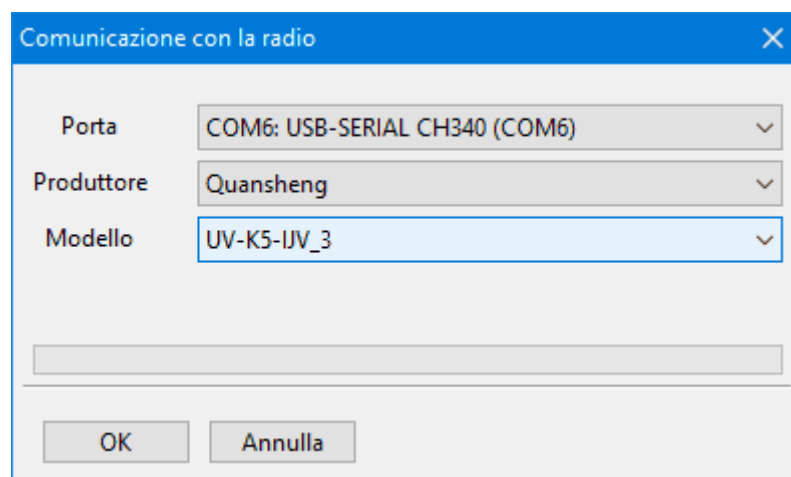 Comunicazione con la radio
Porta COM6: USB-SERIAL CH340 (COM6)
Produttore Quansheng
Modello UV-K5-IJV_3
OK Annulla